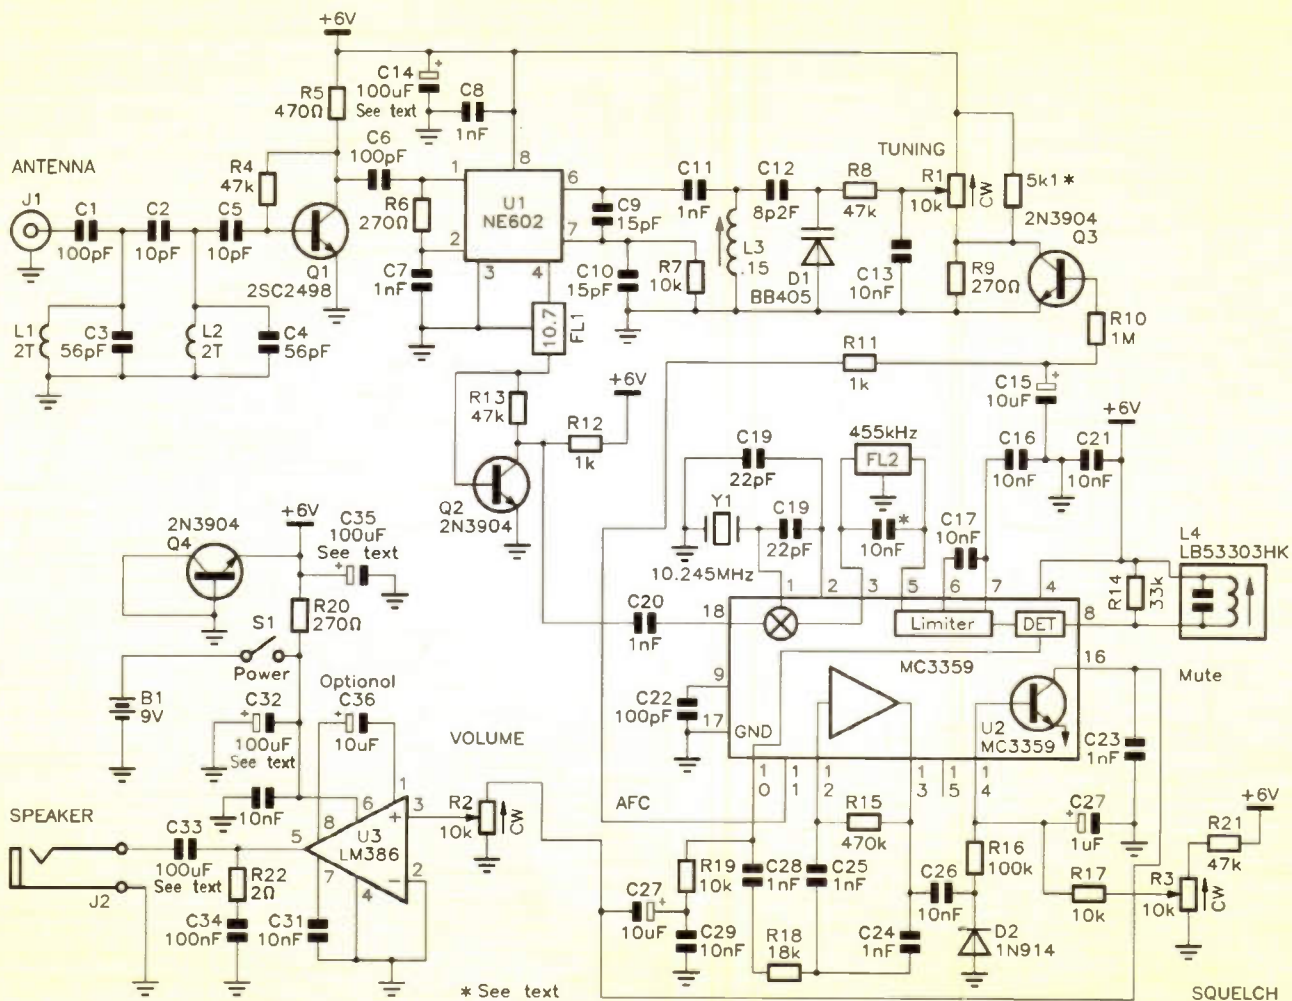 +6V
R5
470Ω
C14
100uF
See text
C8
1nF
ANTENNA
J1
C1
100pF
C2
10pF
C5
10pF
R4
47k
Q1
2SC2498
L1
2T
C3
56pF
L2
2T
C4
56pF
C6
100pF
R6
270Ω
C7
1nF
1
2
3
4
8
6
7
U1
NE602
C9
15pF
C10
15pF
R7
10k
C11
1nF
L3
.15
C12
8p2F
D1
BB405
R8
47k
C13
10nF
TUNING
R1
10k
CW
5k1 *
2N3904
Q3
R9
270Ω
R10
1M
10.7
FL1
R13
47k
Q2
2N3904
R12
1k
+6V
R11
1k
C15
10uF
C16
10nF
C21
10nF
+6V
C19
22pF
Y1
C19
22pF
10.245MHz
455kHz
FL2
*
10nF
C17
10nF
L4
LB53303HK
R14
33k
C20
1nF
18
1
2
3
5
6
7
4
8
16
Limiter
DET
MC3359
9
C22
100pF
17
GND
U2
MC3359
Mute
C23
1nF
10
11
12
13
15
14
AFC
R15
470k
R19
10k
C28
1nF
C25
1nF
C26
10nF
R16
100k
C27
1uF
R17
10k
R3
10k
CW
R21
47k
+6V
C27
10uF
C29
10nF
R18
18k
C24
1nF
D2
1N914
SQUELCH
2N3904
Q4
+6V
C35
100uF
See text
R20
270Ω
S1
Power
B1
9V
C32
100uF
See text
Optional
C36
10uF
VOLUME
R2
10k
CW
10nF
1
3
6
8
5
7
4
2
+
−
U3
LM386
SPEAKER
C33
100uF
See text
R22
2Ω
J2
C34
100nF
C31
10nF
* See text